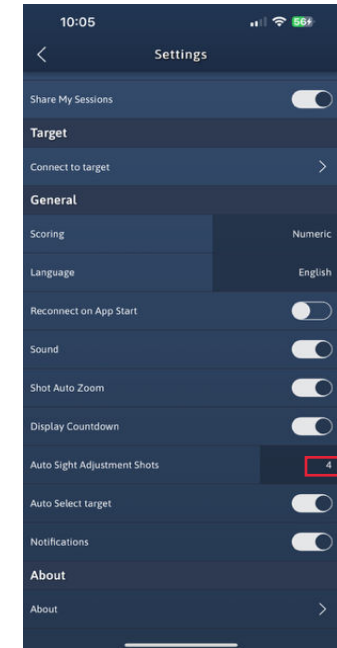 10:05
56
Settings
Share My Sessions
Target
Connect to target
General
Scoring Numeric
Language English
Reconnect on App Start
Sound
Shot Auto Zoom
Display Countdown
Auto Sight Adjustment Shots 4
Auto Select target
Notifications
About
About